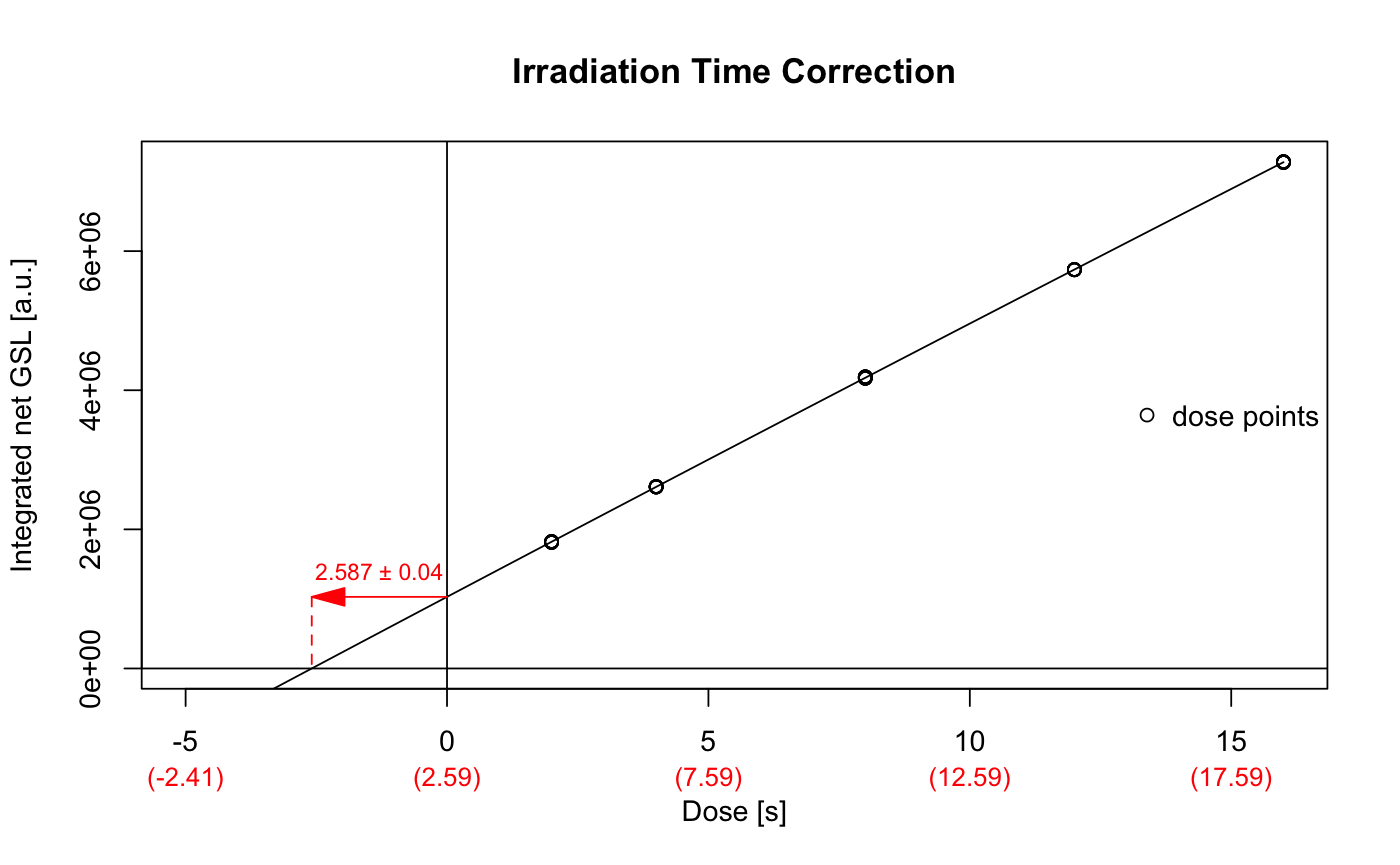 Irradiation Time Correction
Integrated net GSL [a.u.]
6e+06
4e+06
2e+06
0e+00
dose points
2.587 ± 0.04
-5 0 5 10 15
(-2.41) (2.59) (7.59) (12.59) (17.59)
Dose [s]